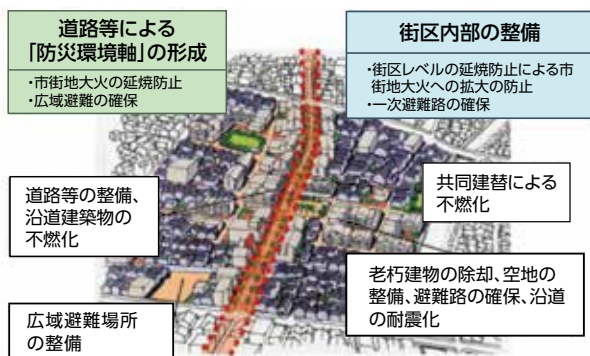 道路等による
「防災環境軸」の形成
・市街地大火の延焼防止
・広域避難の確保
街区内部の整備
・街区レベルの延焼防止による市
街地大火への拡大の防止
・一次避難路の確保
道路等の整備、
沿道建築物の
不燃化
共同建替による
不燃化
老朽建物の除却、空地の
整備、避難路の確保、沿道
の耐震化
広域避難場所
の整備